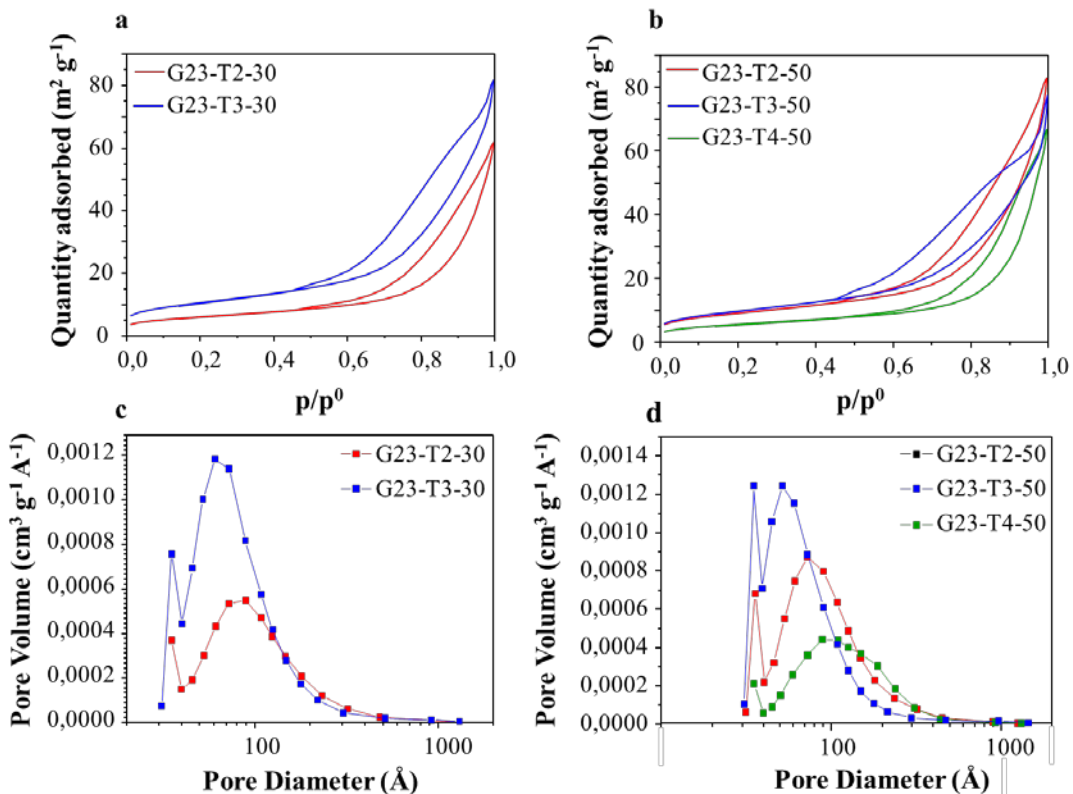 a
Quantity adsorbed (m² g⁻¹)
80
60
40
20
0
G23-T2-30
G23-T3-30
0,0 0,2 0,4 0,6 0,8 1,0
p/p⁰
b
Quantity adsorbed (m² g⁻¹)
80
60
40
20
0
G23-T2-50
G23-T3-50
G23-T4-50
0,0 0,2 0,4 0,6 0,8 1,0
p/p⁰
c
Pore Volume (cm³ g⁻¹ A⁻¹)
0,0012
0,0010
0,0008
0,0006
0,0004
0,0002
0,0000
G23-T2-30
G23-T3-30
100 1000
Pore Diameter (Å)
d
Pore Volume (cm³ g⁻¹ A⁻¹)
0,0014
0,0012
0,0010
0,0008
0,0006
0,0004
0,0002
0,0000
G23-T2-50
G23-T3-50
G23-T4-50
100 1000
Pore Diameter (Å)